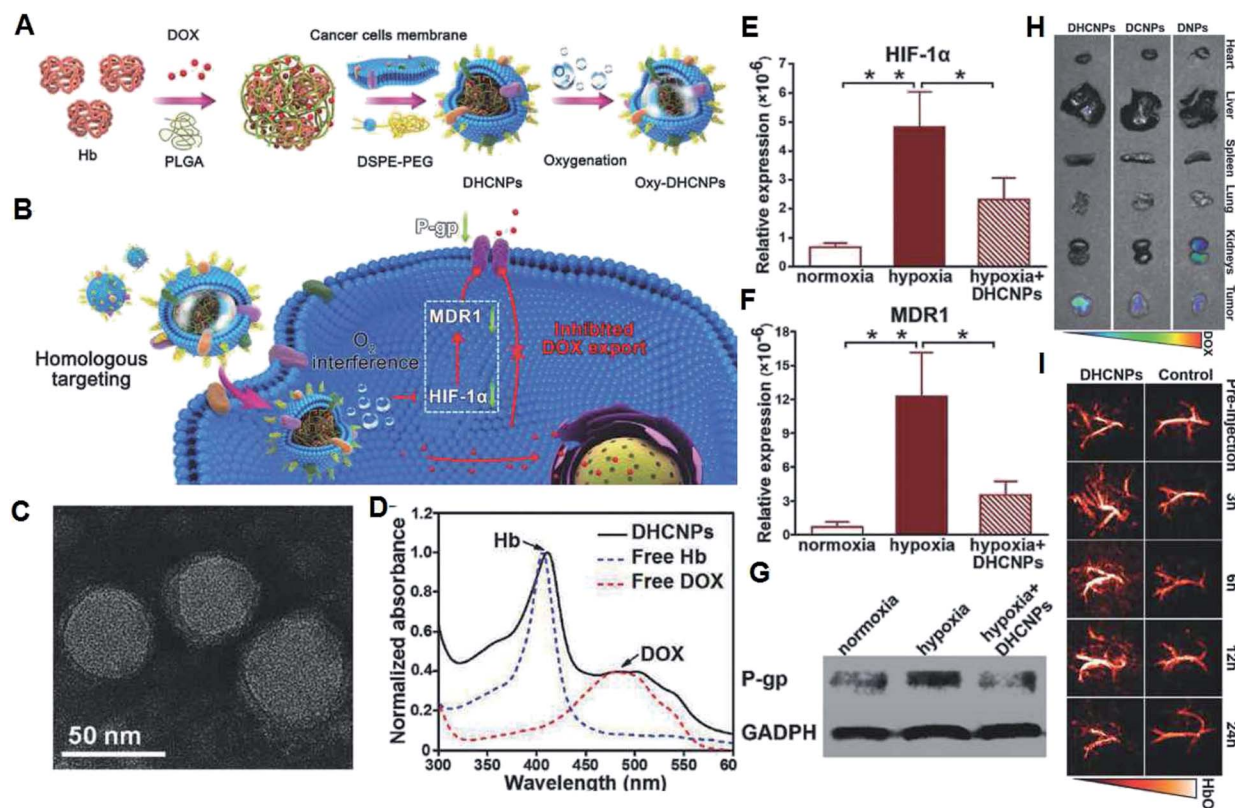 A
DOX
Hb
PLGA
Cancer cells membrane
DSPE-PEG
DHCNPs
Oxygenation
Oxy-DHCNPs
B
P-gp
Homologous
targeting
O2
interference
MDR1
HIF-1α
Inhibited
DOX export
C
50 nm
D
Normalized absorbance
1.2
1.0
0.8
0.6
0.4
0.2
0
Hb
DHCNPs
Free Hb
Free DOX
DOX
300 350 400 450 500 550 600
Wavelength (nm)
E
HIF-1α
Relative expression (×10-6)
7
6
5
4
3
2
1
0
* *
*
normoxia
hypoxia
hypoxia+
DHCNPs
F
MDR1
Relative expression (×10-6)
18
15
12
9
6
3
0
* *
*
normoxia
hypoxia
hypoxia+
DHCNPs
G
normoxia
hypoxia
hypoxia+
DHCNPs
P-gp
GADPH
H
DHCNPs DCNPs DNPs
Heart
Liver
Spleen
Lung
Kidneys
Tumor
DOX
I
DHCNPs Control
Pre-injection
3h
6h
12h
24h
HbO